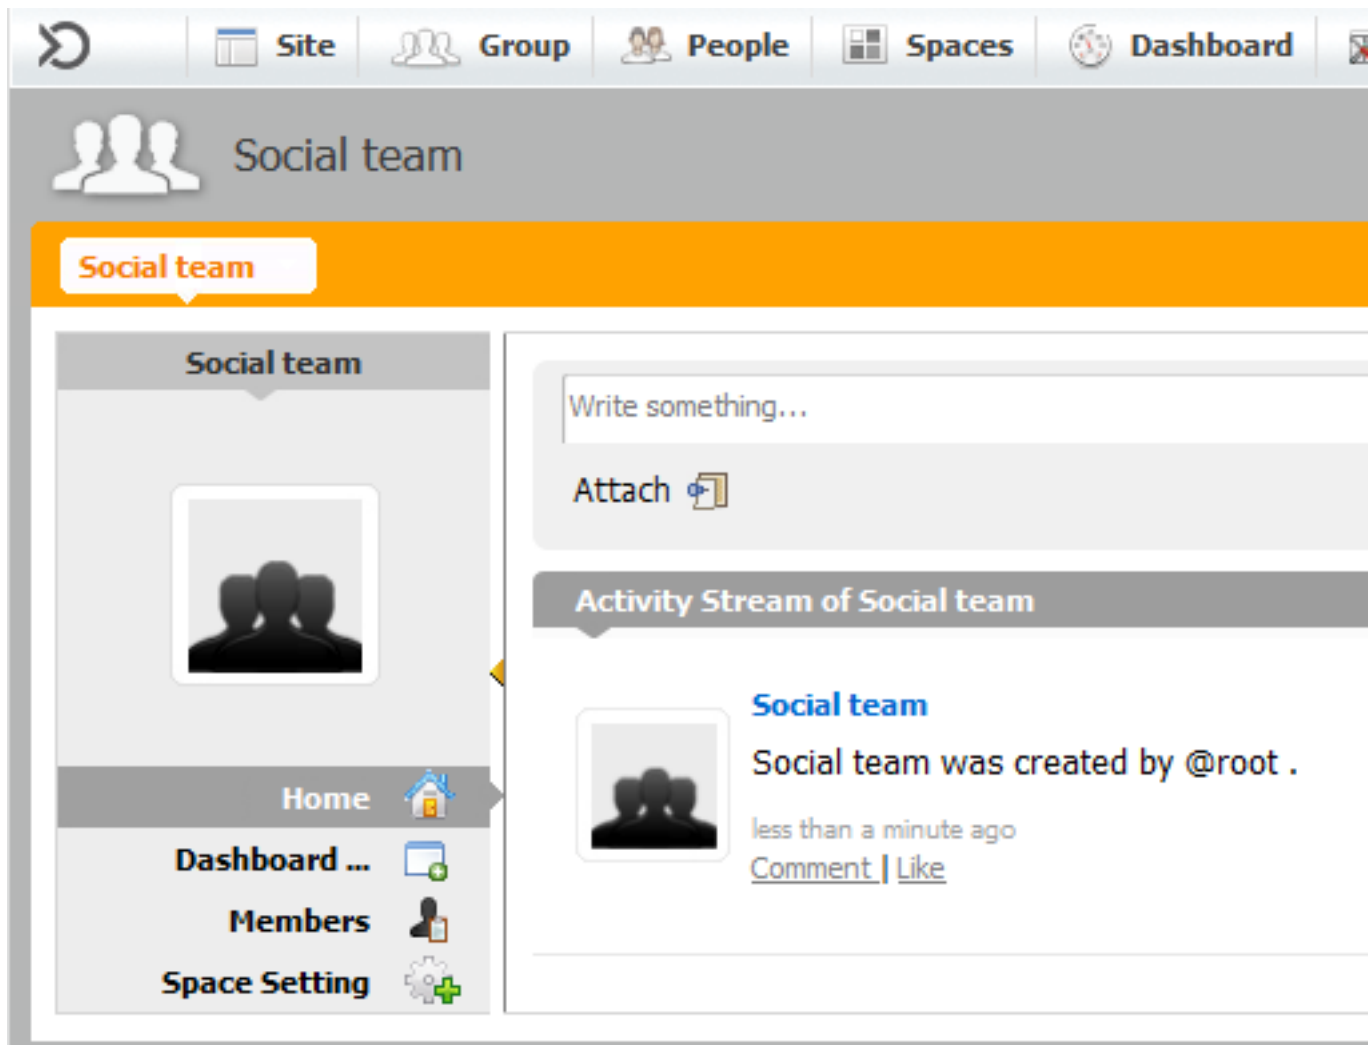 Site Group People Spaces Dashboard
Social team
Social team
Social team
Home
Dashboard ...
Members
Space Setting
Write something...
Attach
Activity Stream of Social team
Social team
Social team was created by @root .
less than a minute ago
Comment | Like